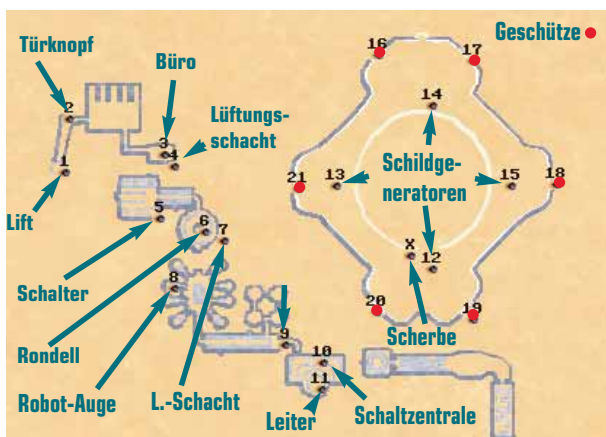 Geschütze
16
17
Türknopf
Büro
2
14
Lüftungs-
schacht
3
4
1
Schildge-
neratoren
21
13
15
18
Lift
5
6
7
X
12
Schalter
8
20
19
Scherbe
Rondell
9
10
11
Robot-Auge
L.-Schacht
Leiter
Schaltzentrale